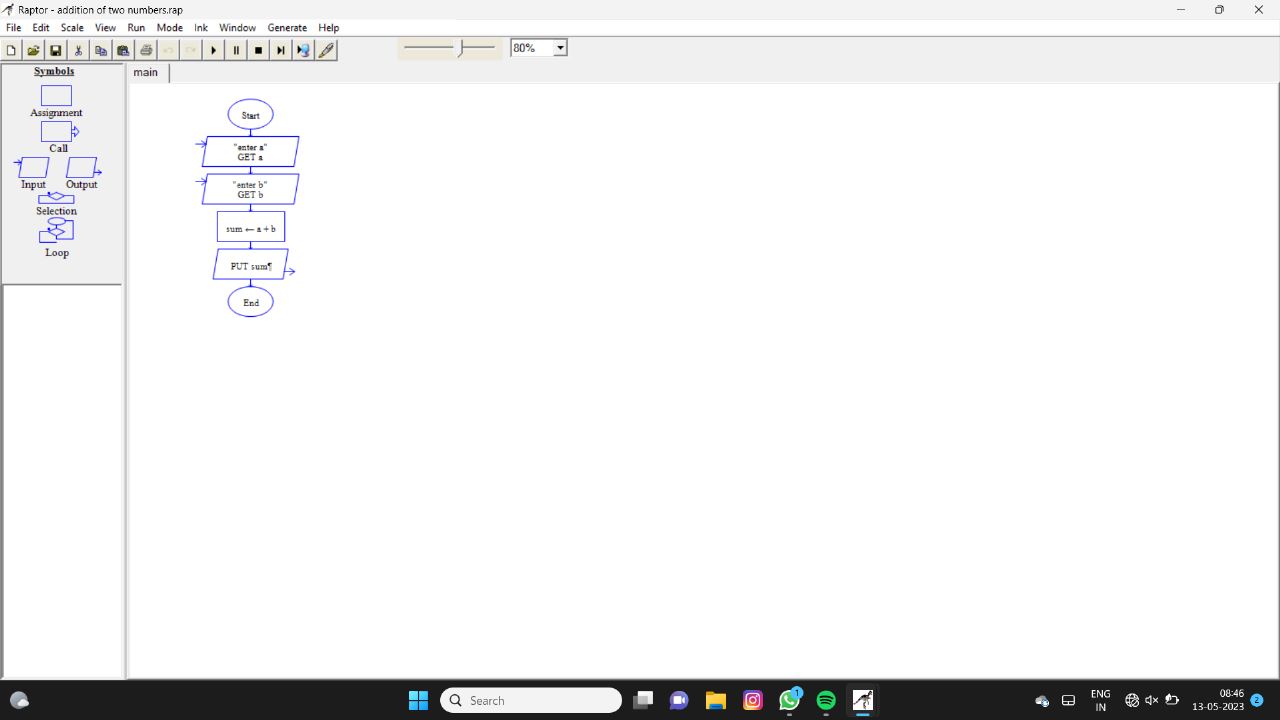 Raptor - addition of two numbers.rap
File Edit Scale View Run Mode Ink Window Generate Help
80%
Symbols
Assignment
Call
Input Output
Selection
Loop
main
Start
"enter a"
GET a
"enter b"
GET b
sum ← a + b
PUT sum¶
End
Search
1
ENG
IN
08:46
13-05-2023
2